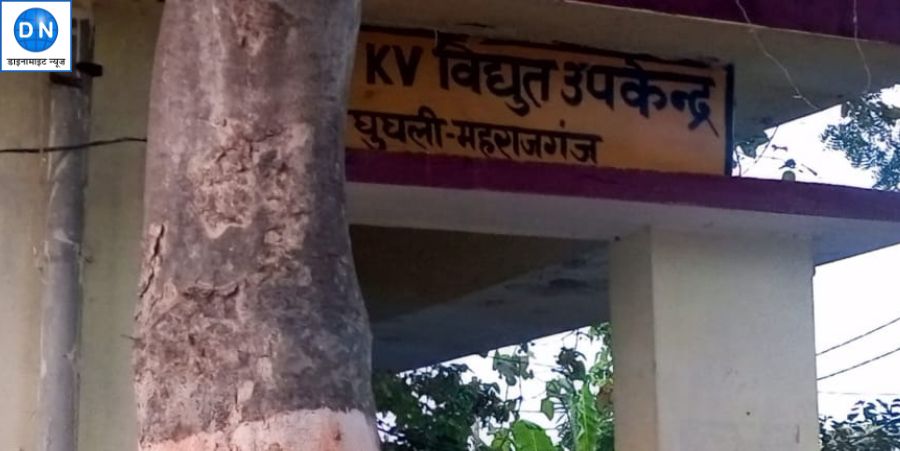 DN
डाइनामाइट न्यूज़
KV विद्युत उपकेन्द्र
घुघली-महराजगंज